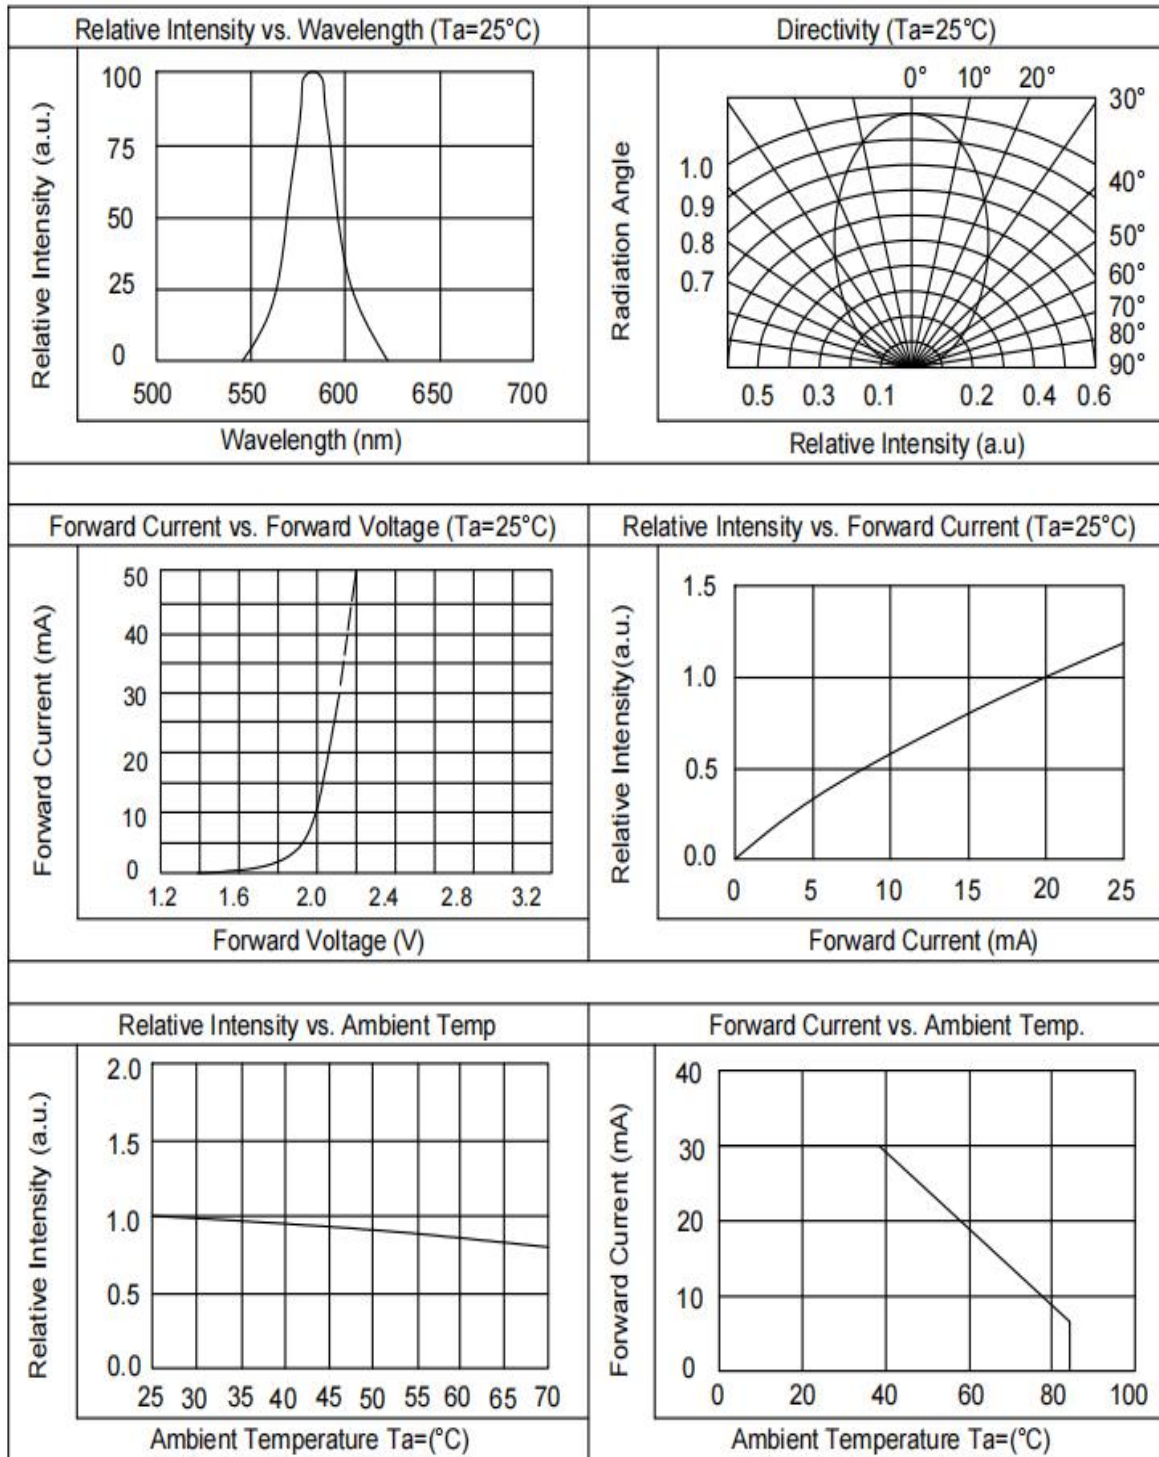 Relative Intensity vs. Wavelength (Ta=25°C)
Relative Intensity (a.u.)
100
75
50
25
0
500 550 600 650 700
Wavelength (nm)
Directivity (Ta=25°C)
Radiation Angle
0° 10° 20°
30°
40°
50°
60°
70°
80°
90°
1.0
0.9
0.8
0.7
0.5 0.3 0.1 0.2 0.4 0.6
Relative Intensity (a.u)
Forward Current vs. Forward Voltage (Ta=25°C)
Forward Current (mA)
50
40
30
20
10
0
1.2 1.6 2.0 2.4 2.8 3.2
Forward Voltage (V)
Relative Intensity vs. Forward Current (Ta=25°C)
Relative Intensity(a.u.)
1.5
1.0
0.5
0.0
0 5 10 15 20 25
Forward Current (mA)
Relative Intensity vs. Ambient Temp
Relative Intensity (a.u.)
2.0
1.5
1.0
0.5
0.0
25 30 35 40 45 50 55 60 65 70
Ambient Temperature Ta=(°C)
Forward Current vs. Ambient Temp.
Forward Current (mA)
40
30
20
10
0
0 20 40 60 80 100
Ambient Temperature Ta=(°C)